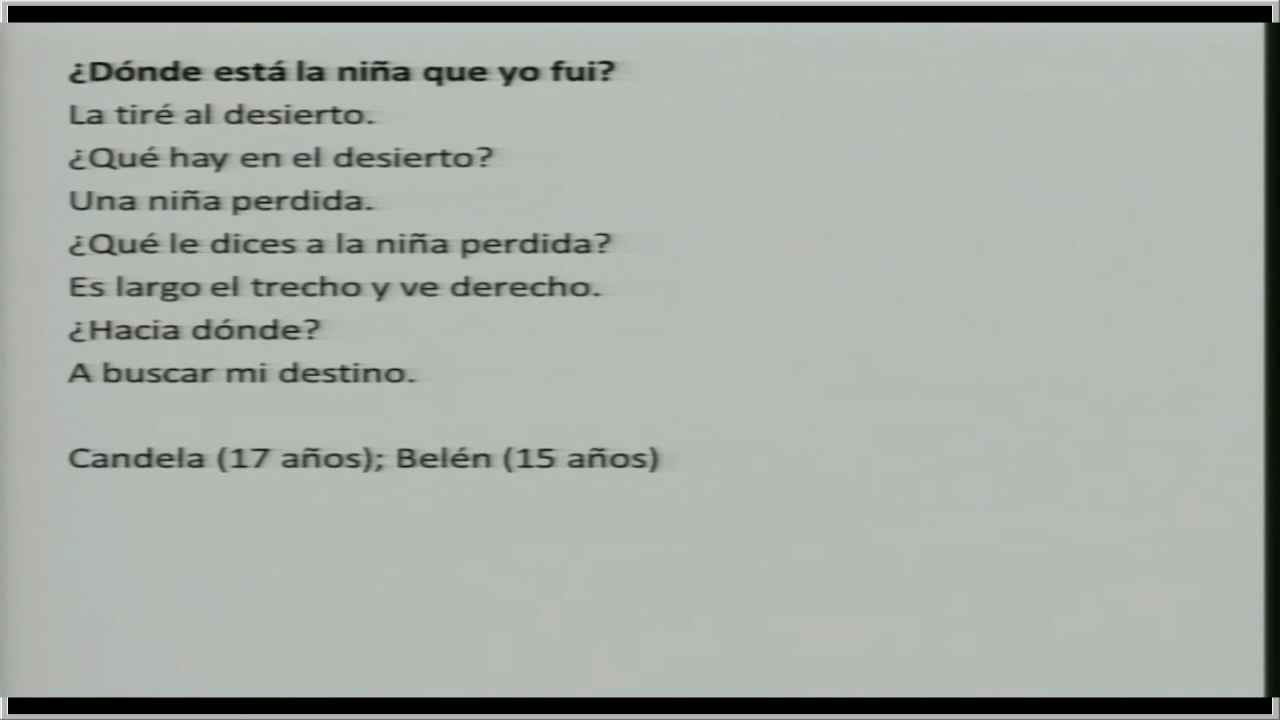 ¿Dónde está la niña que yo fui?
La tiré al desierto.
¿Qué hay en el desierto?
Una niña perdida.
¿Qué le dices a la niña perdida?
Es largo el trecho y ve derecho.
¿Hacia dónde?
A buscar mi destino.
Candela (17 años); Belén (15 años)